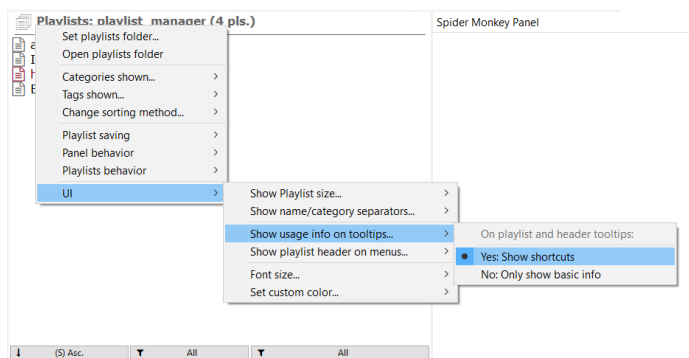 Playlists: playlist_manager (4 pls.)
Spider Monkey Panel
Set playlists folder...
Open playlists folder
Categories shown...
Tags shown...
Change sorting method...
Playlist saving
Panel behavior
Playlists behavior
UI
Show Playlist size...
Show name/category separators...
Show usage info on tooltips...
Show playlist header on menus...
Font size...
Set custom color...
On playlist and header tooltips:
Yes: Show shortcuts
No: Only show basic info
(S) Asc.
All
All